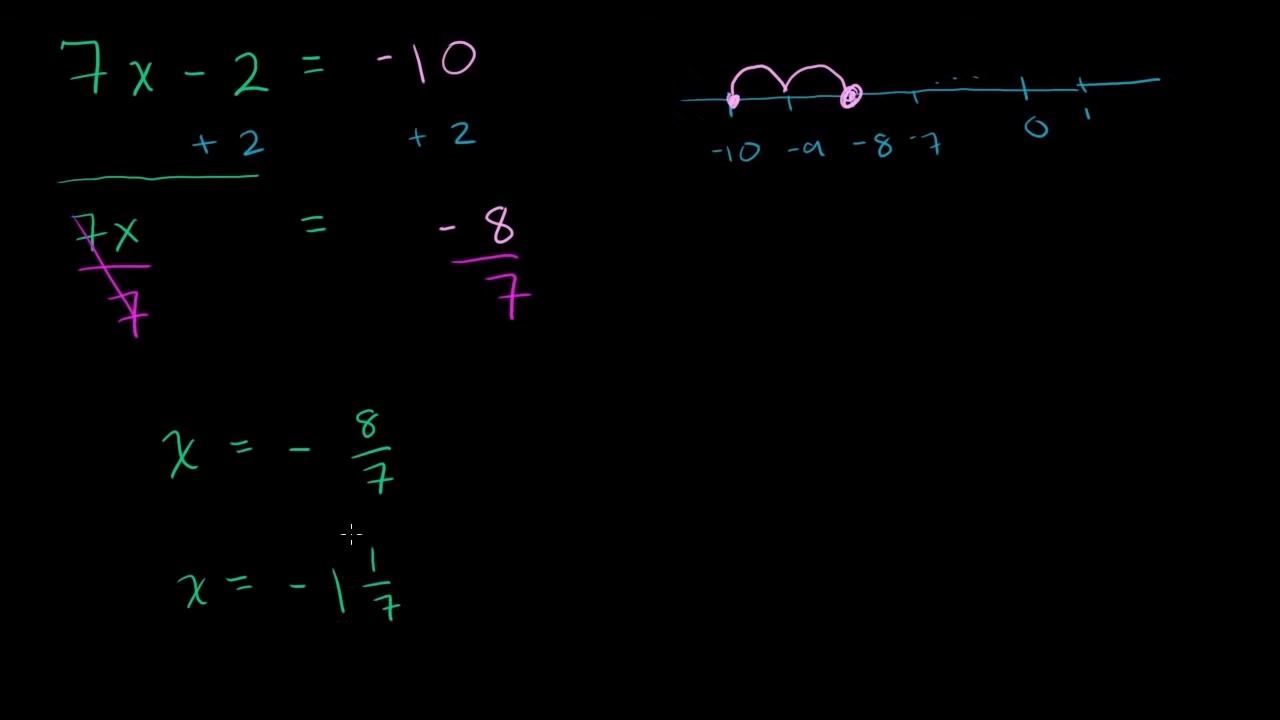 7x - 2 = -10
+ 2 + 2
7x = -8
7 7
x = - 8/7
x = -1 1/7
... 0 1
-10 -9 -8 -7